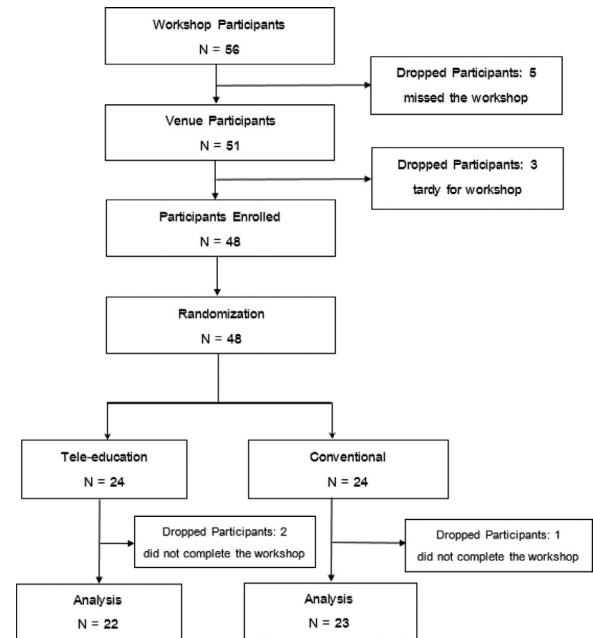 Workshop Participants
N = 56
Dropped Participants: 5
missed the workshop
Venue Participants
N = 51
Dropped Participants: 3
tardy for workshop
Participants Enrolled
N = 48
Randomization
N = 48
Tele-education
N = 24
Conventional
N = 24
Dropped Participants: 2
did not complete the workshop
Dropped Participants: 1
did not complete the workshop
Analysis
N = 22
Analysis
N = 23